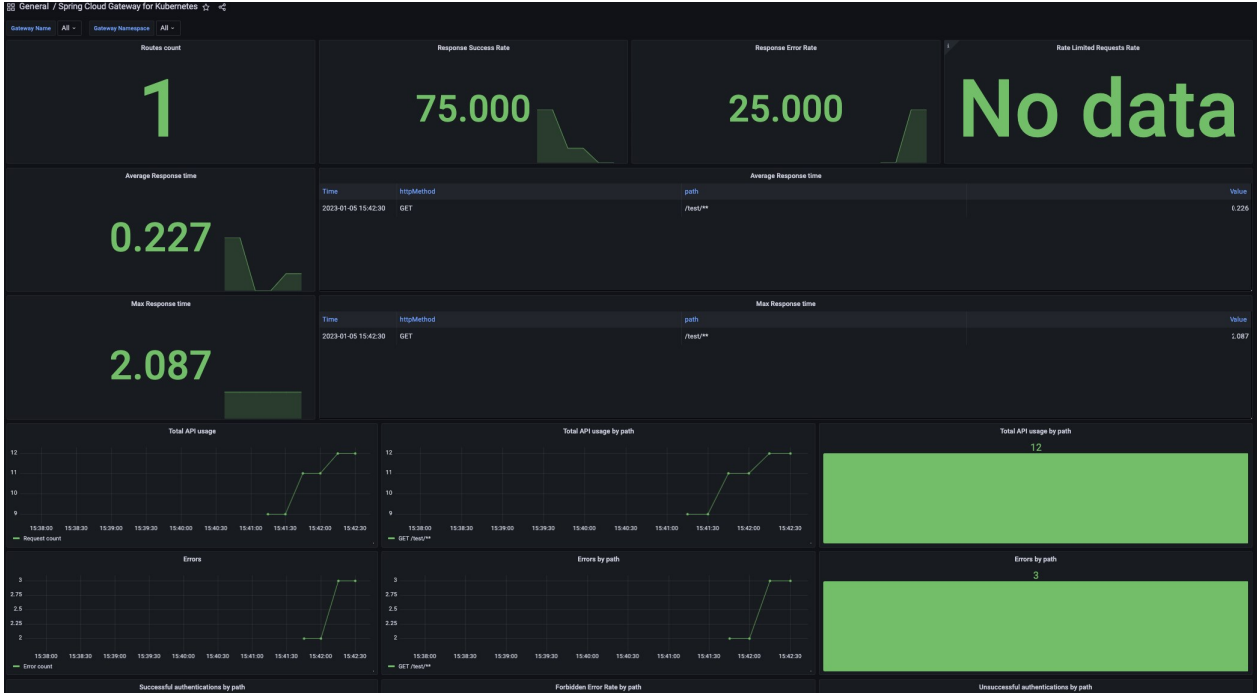 General / Spring Cloud Gateway for Kubernetes
Gateway Name All Gateway Namespace All
Routes count
1
Response Success Rate
75.000
Response Error Rate
25.000
i
Rate Limited Requests Rate
No data
Average Response time
0.227
Average Response time
Time httpMethod path Value
2023-01-05 15:42:30 GET /test/** 0.226
Max Response time
2.087
Max Response time
Time httpMethod path Value
2023-01-05 15:42:30 GET /test/** 2.087
Total API usage
12
11
10
9
15:38:00 15:38:30 15:39:00 15:39:30 15:40:00 15:40:30 15:41:00 15:41:30 15:42:00 15:42:30
Request count
Total API usage by path
12
11
10
9
15:38:00 15:38:30 15:39:00 15:39:30 15:40:00 15:40:30 15:41:00 15:41:30 15:42:00 15:42:30
GET /test/**
Total API usage by path
12
Errors
3
2.75
2.5
2.25
2
15:38:00 15:38:30 15:39:00 15:39:30 15:40:00 15:40:30 15:41:00 15:41:30 15:42:00 15:42:30
Error count
Errors by path
3
2.75
2.5
2.25
2
15:38:00 15:38:30 15:39:00 15:39:30 15:40:00 15:40:30 15:41:00 15:41:30 15:42:00 15:42:30
GET /test/**
Errors by path
3
Successful authentications by path
Forbidden Error Rate by path
Unsuccessful authentications by path